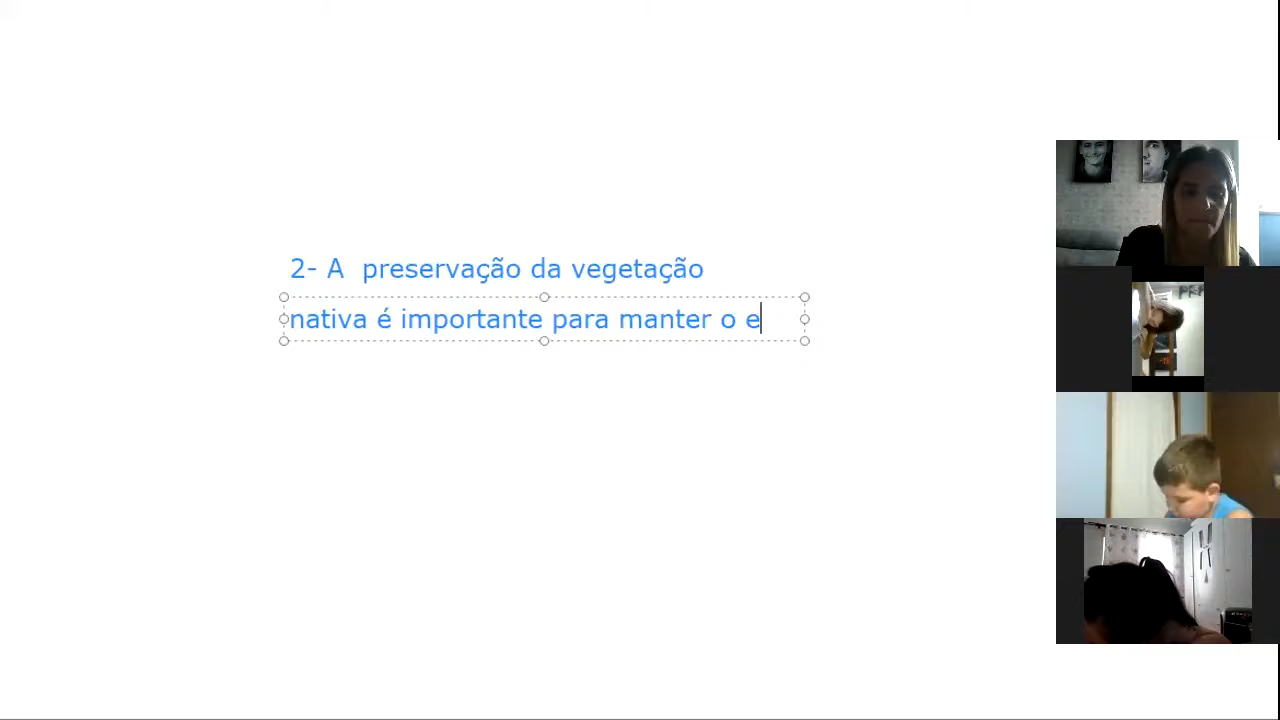 2- A  preservação da vegetação
nativa é importante para manter o e